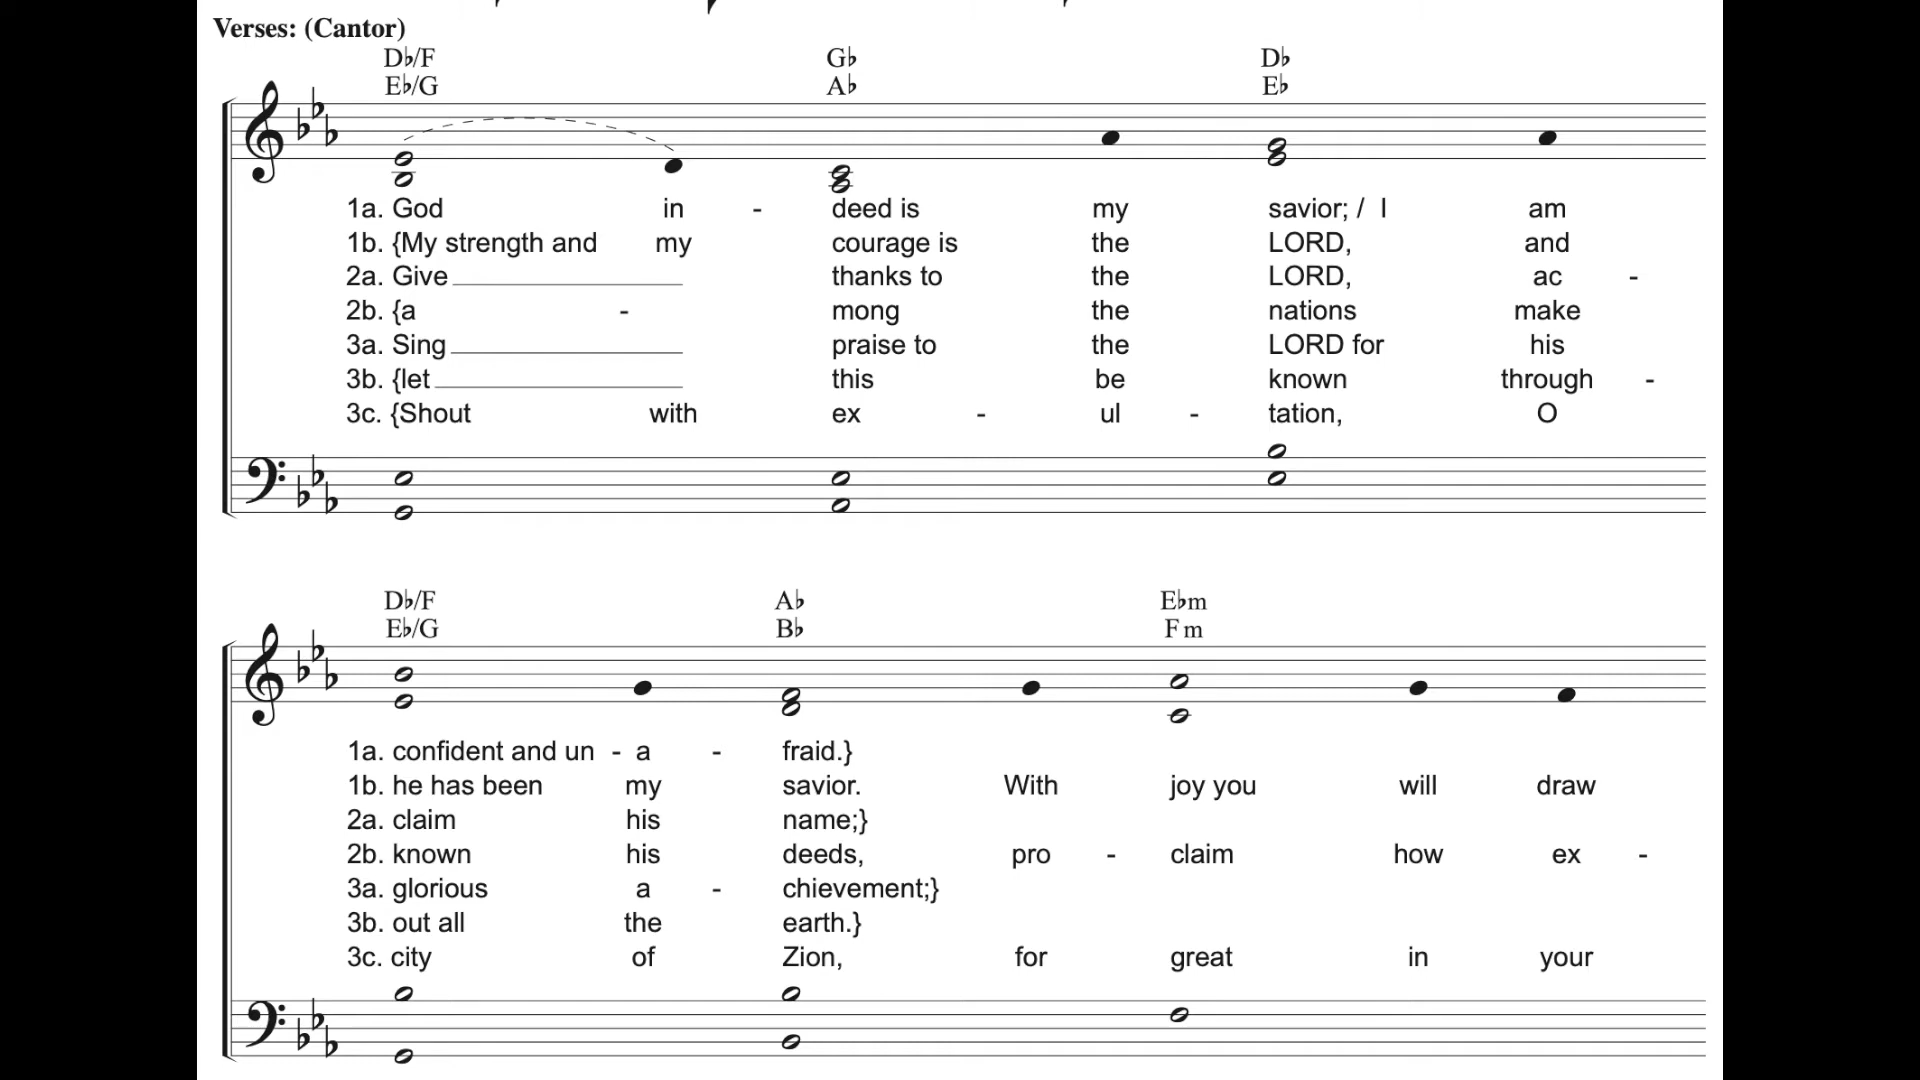 Verses: (Cantor)
D♭/F G♭ D♭
E♭/G A♭ E♭
1a. God in - deed is my savior; / I am
1b. {My strength and my courage is the LORD, and
2a. Give thanks to the LORD, ac -
2b. {a - mong the nations make
3a. Sing praise to the LORD for his
3b. {let this be known through -
3c. {Shout with ex - ul - tation, O
D♭/F A♭ E♭m
E♭/G B♭ Fm
1a. confident and un - a - fraid.}
1b. he has been my savior. With joy you will draw
2a. claim his name;}
2b. known his deeds, pro - claim how ex -
3a. glorious a - chievement;}
3b. out all the earth.}
3c. city of Zion, for great in your